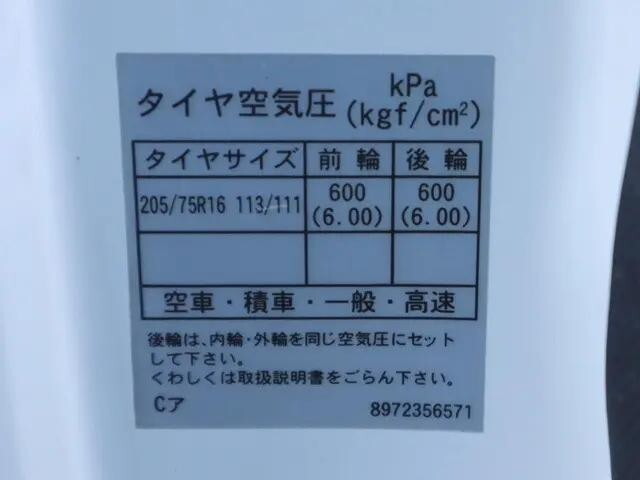 タイヤ空気圧 kPa
(kgf/cm²)
タイヤサイズ 前輪 後輪
205/75R16 113/111 600 (6.00) 600 (6.00)
空車・積車・一般・高速
後輪は、内輪・外輪を同じ空気圧にセット
して下さい。
くわしくは取扱説明書をごらん下さい。
Cア 8972356571